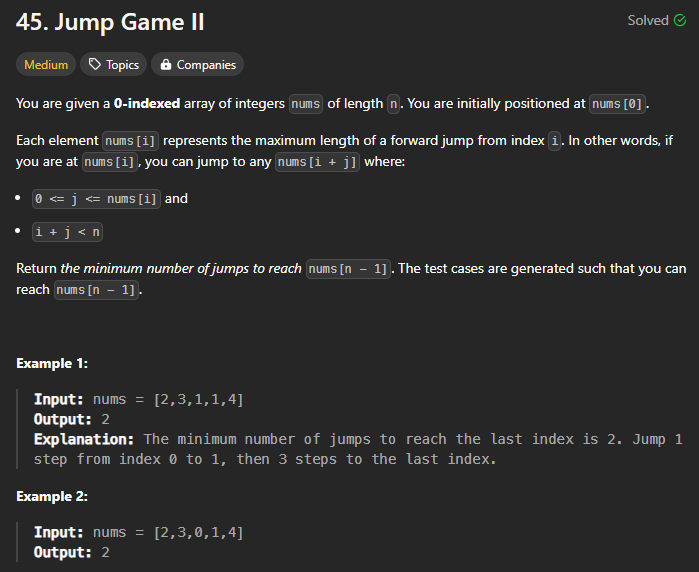 45. Jump Game II
Solved
Medium Topics Companies
You are given a 0-indexed array of integers nums of length n. You are initially positioned at nums[0].
Each element nums[i] represents the maximum length of a forward jump from index i. In other words, if
you are at nums[i], you can jump to any nums[i + j] where:
• 0 <= j <= nums[i] and
• i + j < n
Return the minimum number of jumps to reach nums[n - 1]. The test cases are generated such that you can
reach nums[n - 1].
Example 1:
Input: nums = [2,3,1,1,4]
Output: 2
Explanation: The minimum number of jumps to reach the last index is 2. Jump 1
step from index 0 to 1, then 3 steps to the last index.
Example 2:
Input: nums = [2,3,0,1,4]
Output: 2